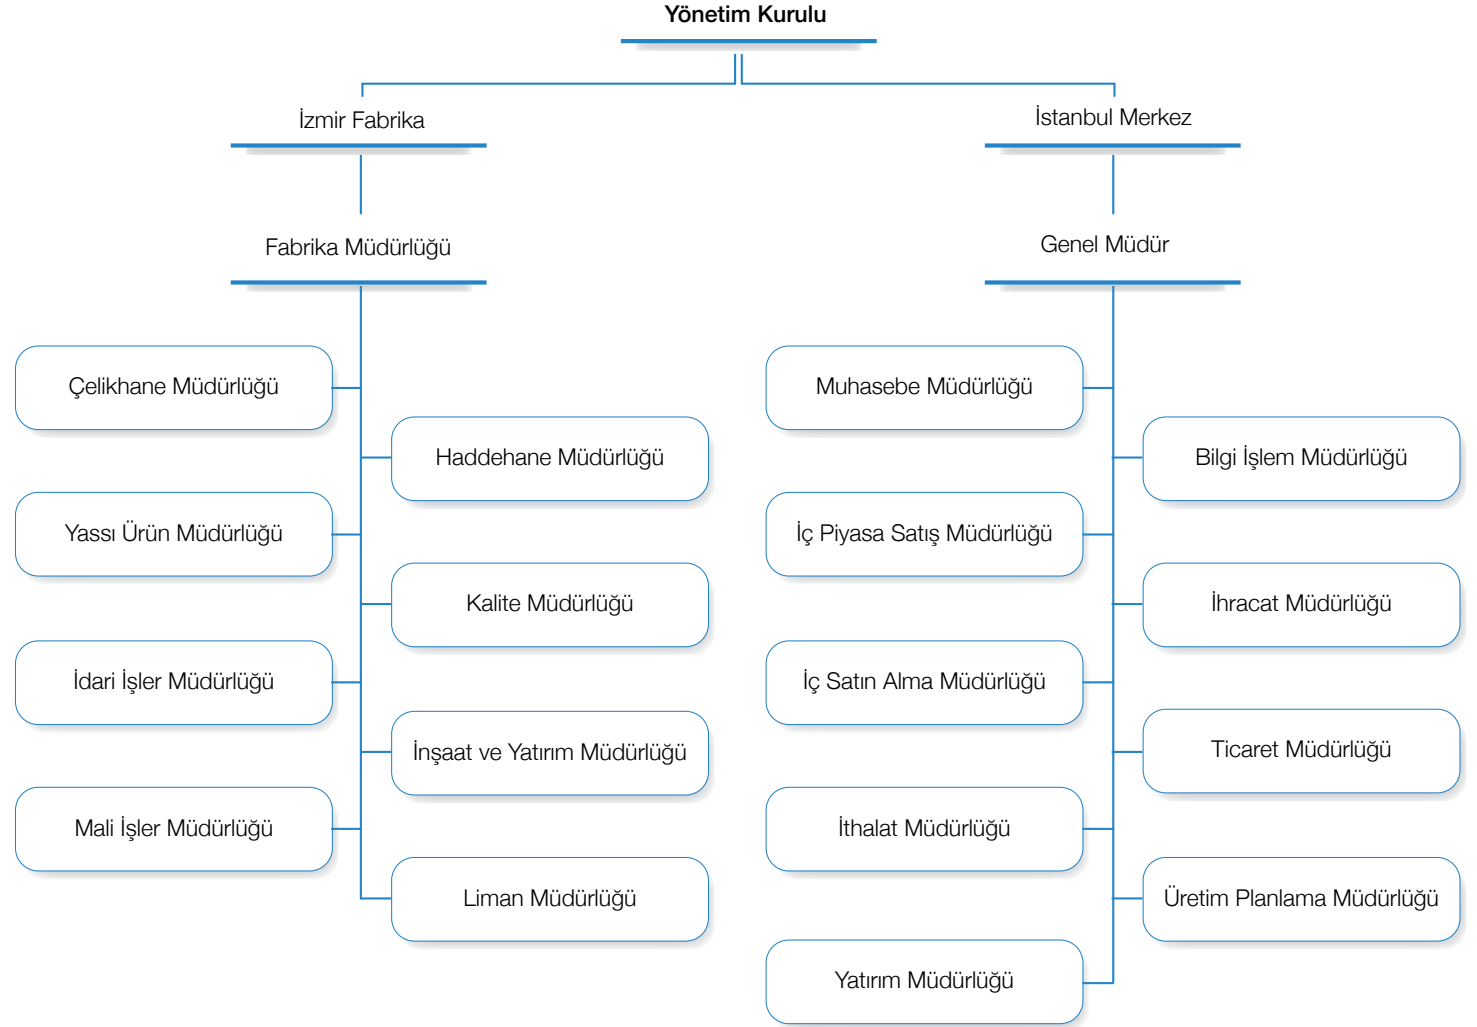 Yönetim Kurulu
İzmir Fabrika
İstanbul Merkez
Fabrika Müdürlüğü
Genel Müdür
Çelikhane Müdürlüğü
Haddehane Müdürlüğü
Yassı Ürün Müdürlüğü
Kalite Müdürlüğü
İdari İşler Müdürlüğü
İnşaat ve Yatırım Müdürlüğü
Mali İşler Müdürlüğü
Liman Müdürlüğü
Muhasebe Müdürlüğü
Bilgi İşlem Müdürlüğü
İç Piyasa Satış Müdürlüğü
İhracat Müdürlüğü
İç Satın Alma Müdürlüğü
Ticaret Müdürlüğü
İthalat Müdürlüğü
Üretim Planlama Müdürlüğü
Yatırım Müdürlüğü